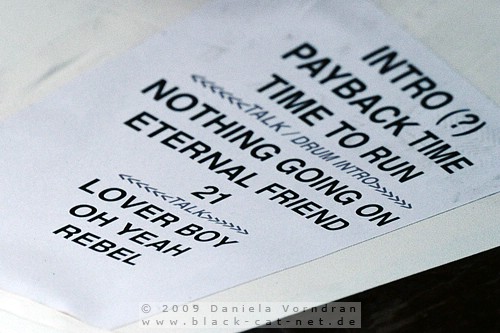 INTRO (?)
PAYBACK TIME
TIME TO RUN
<<<<<<TALK / DRUM INTRO>>>>>>
NOTHING GOING ON
ETERNAL FRIEND
21
<<<<<<TALK>>>>>>
LOVER BOY
OH YEAH
REBEL
© 2009 Daniela Vorndran
www.black-cat-net.de